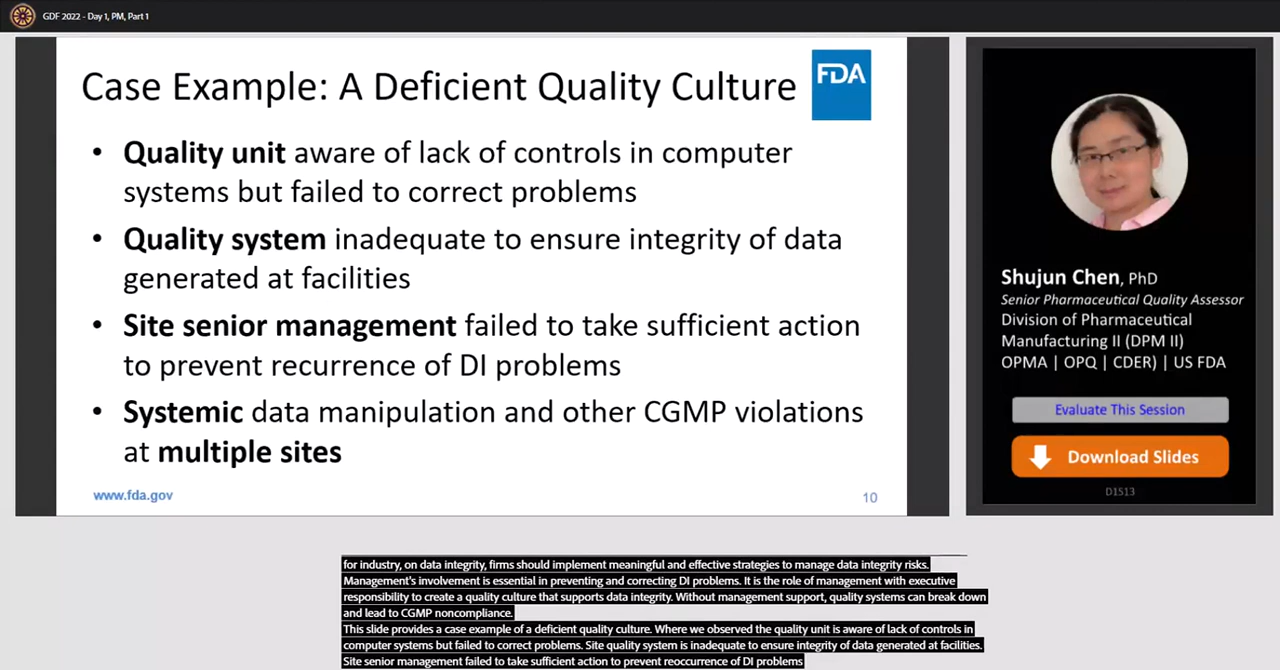 GDF 2022 - Day 1, PM, Part 1
Case Example: A Deficient Quality Culture
FDA
• Quality unit aware of lack of controls in computer
systems but failed to correct problems
• Quality system inadequate to ensure integrity of data
generated at facilities
• Site senior management failed to take sufficient action
to prevent recurrence of DI problems
• Systemic data manipulation and other CGMP violations
at multiple sites
www.fda.gov
10
Shujun Chen, PhD
Senior Pharmaceutical Quality Assessor
Division of Pharmaceutical
Manufacturing II (DPM II)
OPMA | OPQ | CDER) | US FDA
Evaluate This Session
Download Slides
D1513
for industry, on data integrity, firms should implement meaningful and effective strategies to manage data integrity risks.
Management's involvement is essential in preventing and correcting DI problems. It is the role of management with executive
responsibility to create a quality culture that supports data integrity. Without management support, quality systems can break down
and lead to CGMP noncompliance.
This slide provides a case example of a deficient quality culture. Where we observed the quality unit is aware of lack of controls in
computer systems but failed to correct problems. Site quality system is inadequate to ensure integrity of data generated at facilities.
Site senior management failed to take sufficient action to prevent reoccurrence of DI problems